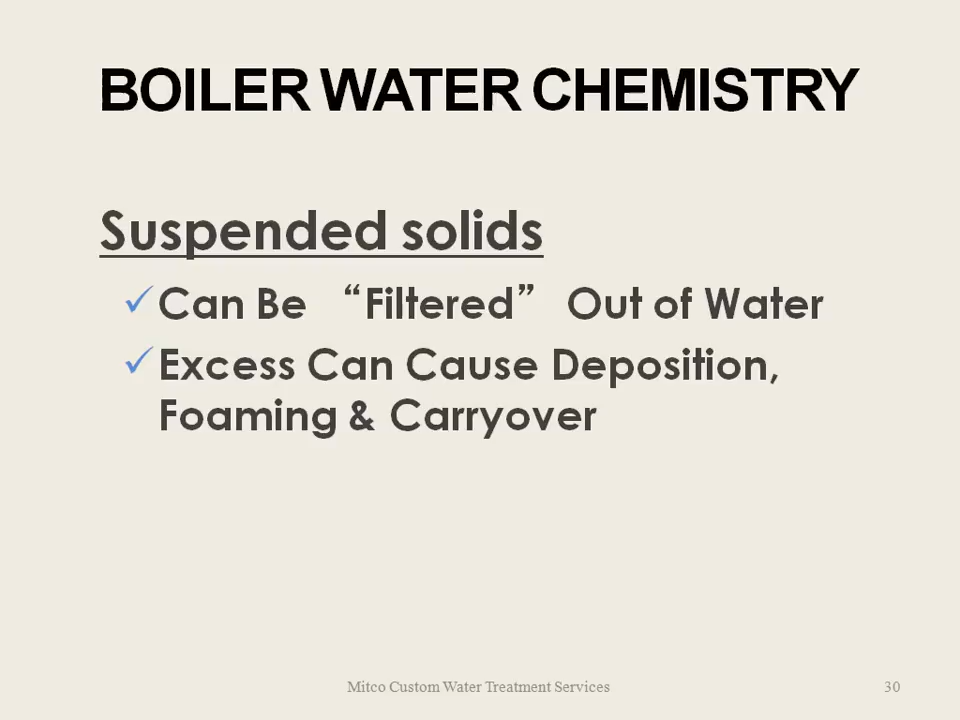 BOILER WATER CHEMISTRY
Suspended solids
✓Can Be “Filtered” Out of Water
✓Excess Can Cause Deposition,
Foaming & Carryover
Mitco Custom Water Treatment Services
30